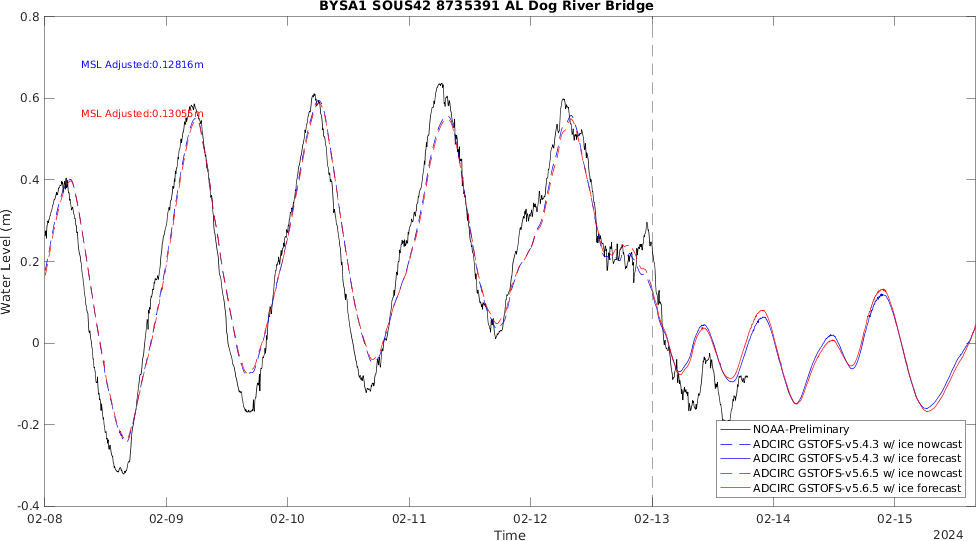 BYSA1 SOUS42 8735391 AL Dog River Bridge
0.8
MSL Adjusted:0.12816m
0.6
MSL Adjusted:0.13055m
0.4
0.2
0
-0.2
-0.4
Water Level (m)
NOAA-Preliminary
ADCIRC GSTOFS-v5.4.3 w/ ice nowcast
ADCIRC GSTOFS-v5.4.3 w/ ice forecast
ADCIRC GSTOFS-v5.6.5 w/ ice nowcast
ADCIRC GSTOFS-v5.6.5 w/ ice forecast
02-08 02-09 02-10 02-11 02-12 02-13 02-14 02-15
Time
2024